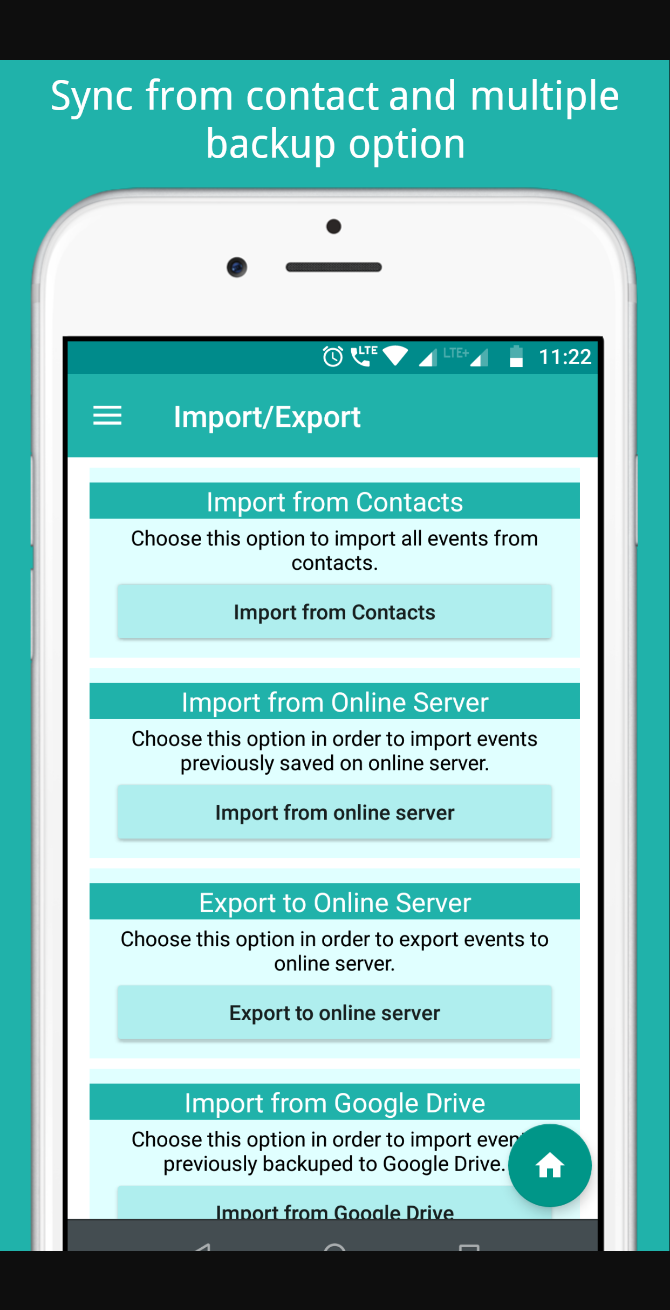 Sync from contact and multiple
backup option
LTE
LTE+
11:22
Import/Export
Import from Contacts
Choose this option to import all events from
contacts.
Import from Contacts
Import from Online Server
Choose this option in order to import events
previously saved on online server.
Import from online server
Export to Online Server
Choose this option in order to export events to
online server.
Export to online server
Import from Google Drive
Choose this option in order to import even
previously backuped to Google Drive.
Import from Google Drive